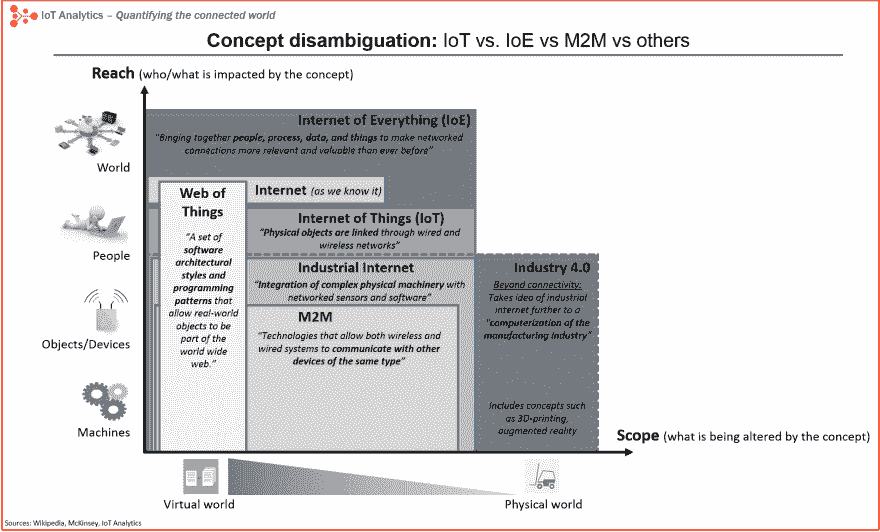 IoT Analytics – Quantifying the connected world
Concept disambiguation: IoT vs. IoE vs M2M vs others
Reach (who/what is impacted by the concept)
World
People
Objects/Devices
Machines
Internet of Everything (IoE)
"Binging together people, process, data, and things to make networked
connections more relevant and valuable than ever before"
Internet (as we know it)
Web of
Things
"A set of
software
architectural
styles and
programming
patterns that
allow real-world
objects to be
part of the
world wide
web."
Internet of Things (IoT)
"Physical objects are linked through wired and
wireless networks"
Industrial Internet
"Integration of complex physical machinery with
networked sensors and software"
M2M
"Technologies that allow both wireless and
wired systems to communicate with other
devices of the same type"
Industry 4.0
Beyond connectivity:
Takes idea of industrial
internet further to a
"computerization of the
manufacturing industry"
Includes concepts such
as 3D-printing,
augmented reality
Scope (what is being altered by the concept)
Virtual world
Physical world
Sources: Wikipedia, McKinsey, IoT Analytics